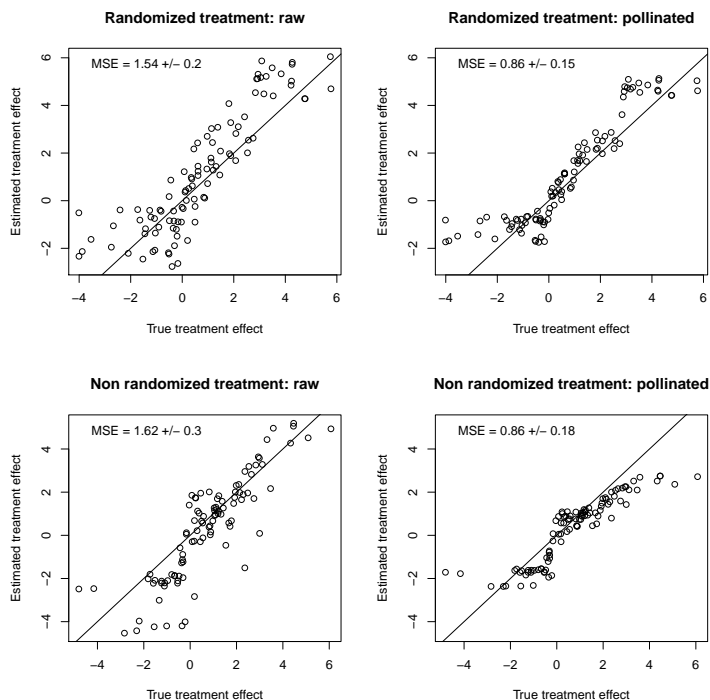 Randomized treatment: raw
MSE = 1.54 +/− 0.2
Estimated treatment effect
6
4
2
0
−2
−4 −2 0 2 4 6
True treatment effect
Randomized treatment: pollinated
MSE = 0.86 +/− 0.15
Estimated treatment effect
6
4
2
0
−2
−4 −2 0 2 4 6
True treatment effect
Non randomized treatment: raw
MSE = 1.62 +/− 0.3
Estimated treatment effect
4
2
0
−2
−4
−4 −2 0 2 4 6
True treatment effect
Non randomized treatment: pollinated
MSE = 0.86 +/− 0.18
Estimated treatment effect
4
2
0
−2
−4
−4 −2 0 2 4 6
True treatment effect